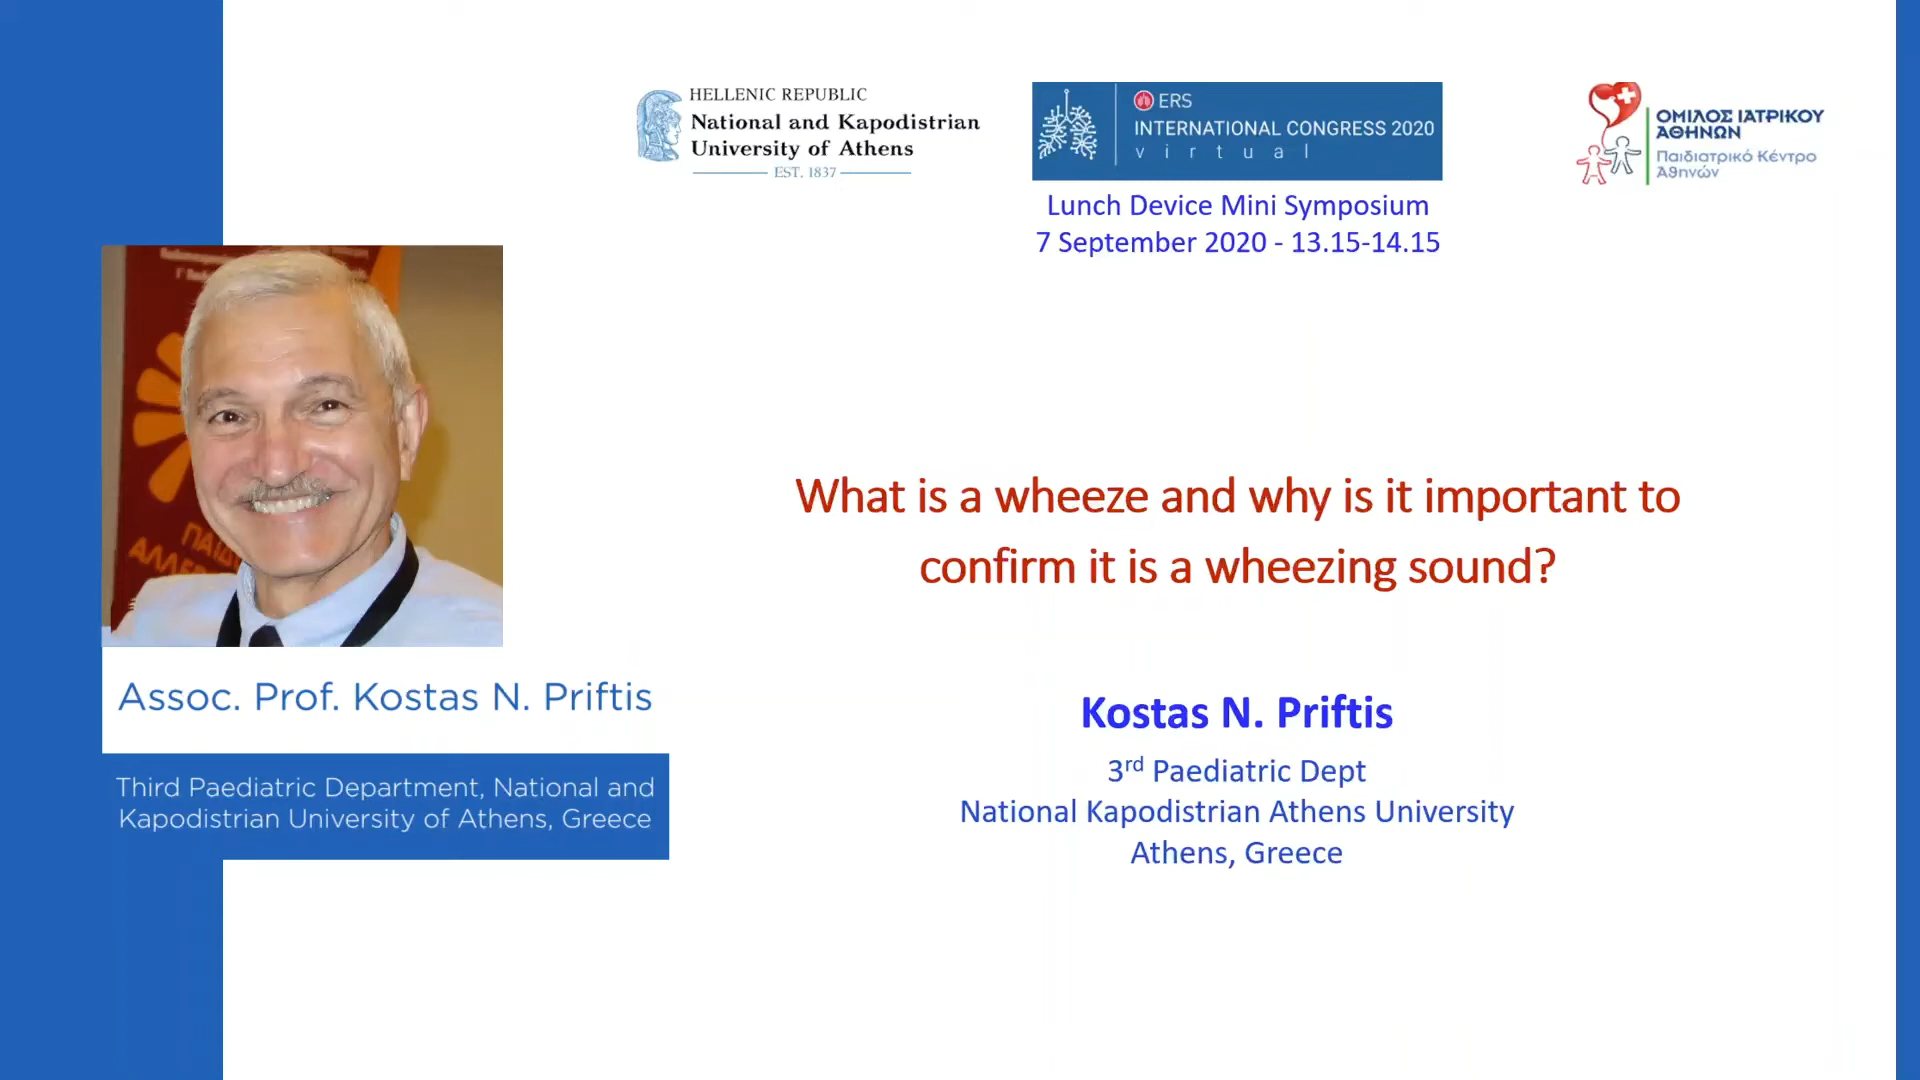 HELLENIC REPUBLIC
National and Kapodistrian
University of Athens
EST. 1837
ERS
INTERNATIONAL CONGRESS 2020
virtual
ΟΜΙΛΟΣ ΙΑΤΡΙΚΟΥ
ΑΘΗΝΩΝ
Παιδιατρικό Κέντρο
Αθηνών
Lunch Device Mini Symposium
7 September 2020 - 13.15-14.15
What is a wheeze and why is it important to
confirm it is a wheezing sound?
Assoc. Prof. Kostas N. Priftis
Third Paediatric Department, National and
Kapodistrian University of Athens, Greece
Kostas N. Priftis
3rd Paediatric Dept
National Kapodistrian Athens University
Athens, Greece